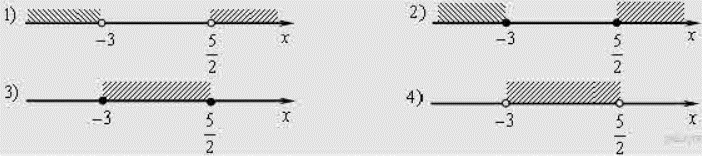 1) −3 5/2 x
2) −3 5/2 x
3) −3 5/2 x
4) −3 5/2 x